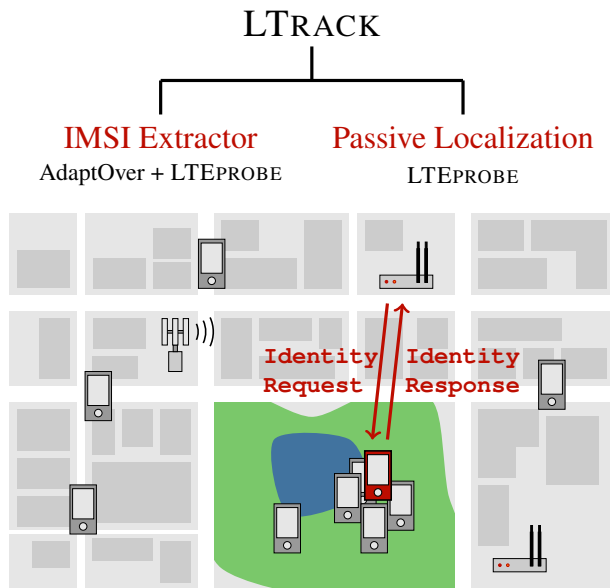 LTRACK
IMSI Extractor
AdaptOver + LTEPROBE
Passive Localization
LTEPROBE
Identity
Request
Identity
Response